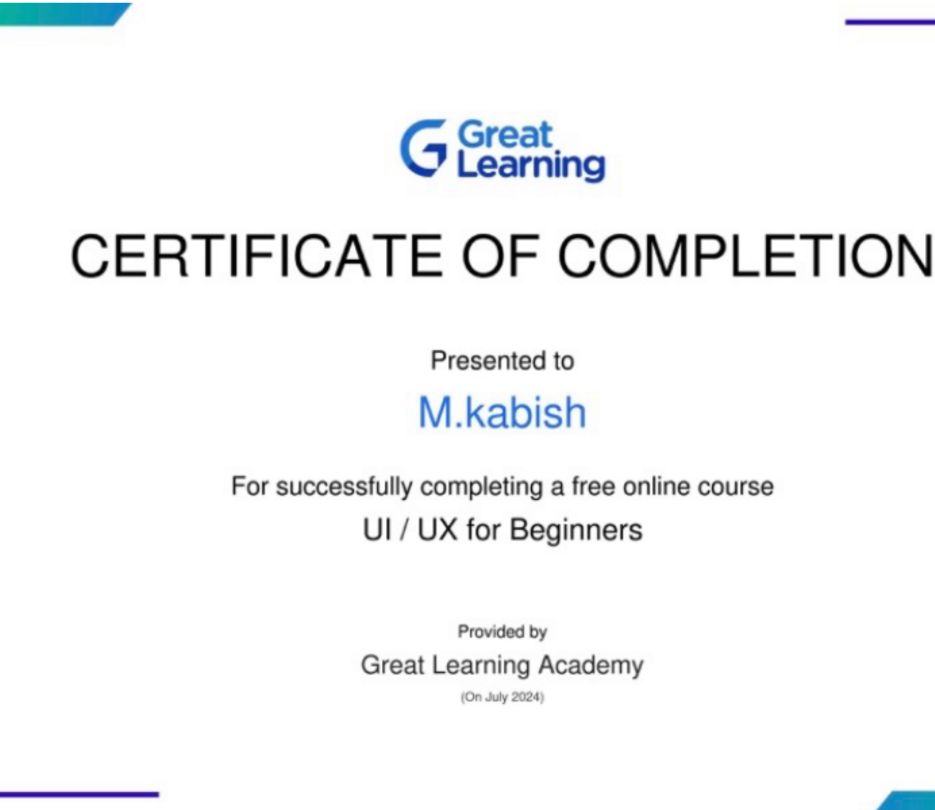 Great
Learning
CERTIFICATE OF COMPLETION
Presented to
M.kabish
For successfully completing a free online course
UI / UX for Beginners
Provided by
Great Learning Academy
(On July 2024)